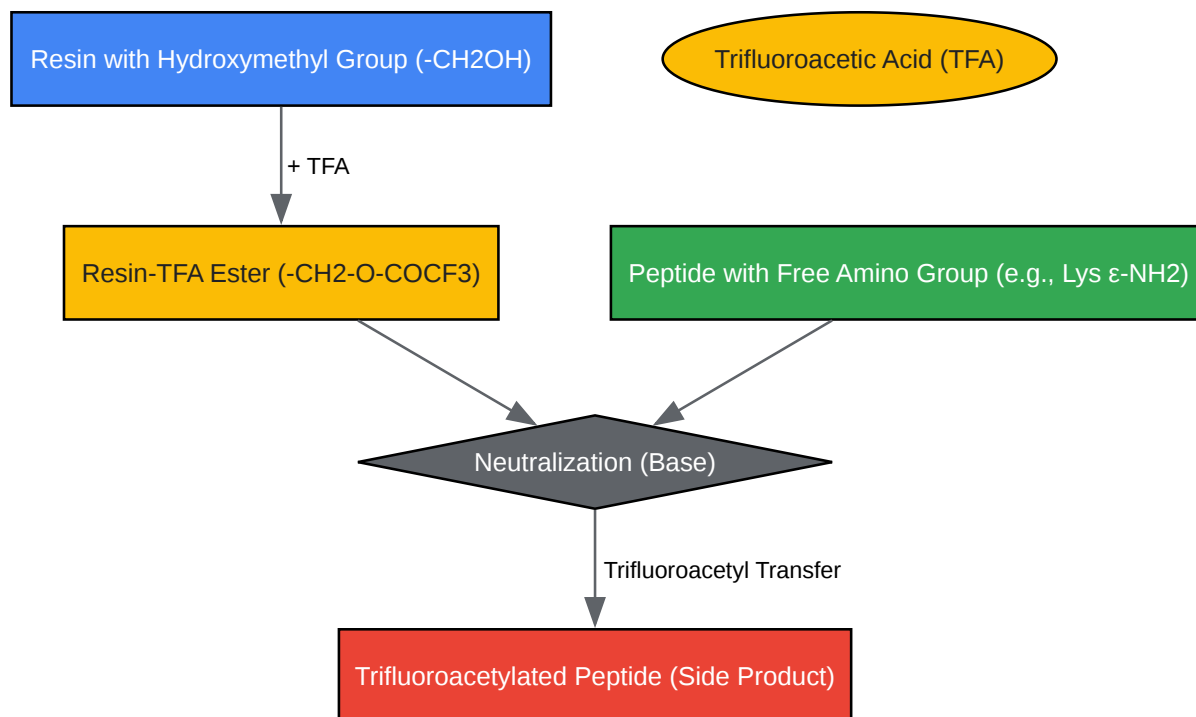 Resin with Hydroxymethyl Group (-CH2OH)
Trifluoroacetic Acid (TFA)
+ TFA
Resin-TFA Ester (-CH2-O-COCF3)
Peptide with Free Amino Group (e.g., Lys ε-NH2)
Neutralization (Base)
Trifluoroacetyl Transfer
Trifluoroacetylated Peptide (Side Product)